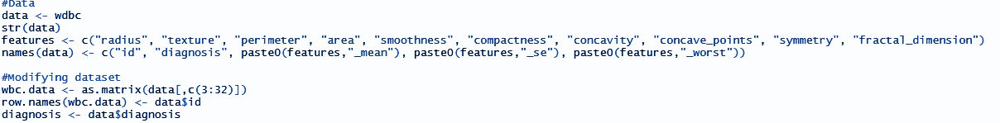 #Data
data <- wdbc
str(data)
features <- c("radius", "texture", "perimeter", "area", "smoothness", "compactness", "concavity", "concave_points", "symmetry", "fractal_dimension")
names(data) <- c("id", "diagnosis", paste0(features,"_mean"), paste0(features,"_se"), paste0(features,"_worst"))
#Modifying dataset
wbc.data <- as.matrix(data[,c(3:32)])
row.names(wbc.data) <- data$id
diagnosis <- data$diagnosis